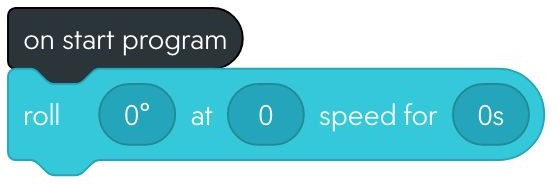 on start program
roll 0° at 0 speed for 0s